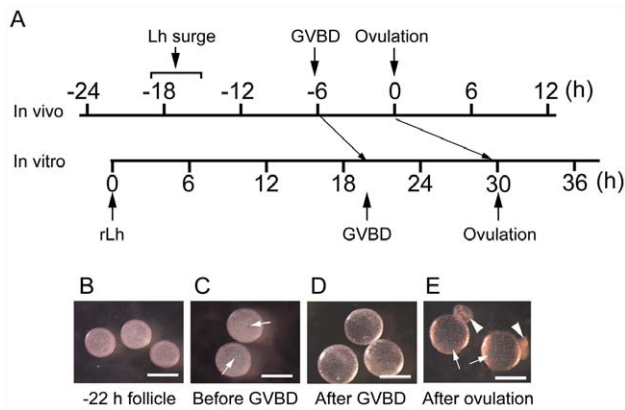 A
Lh surge
GVBD
Ovulation
-24 -18 -12 -6 0 6 12 (h)
In vivo
In vitro
0 6 12 18 24 30 36 (h)
rLh
GVBD
Ovulation
B C D E
-22 h follicle Before GVBD After GVBD After ovulation